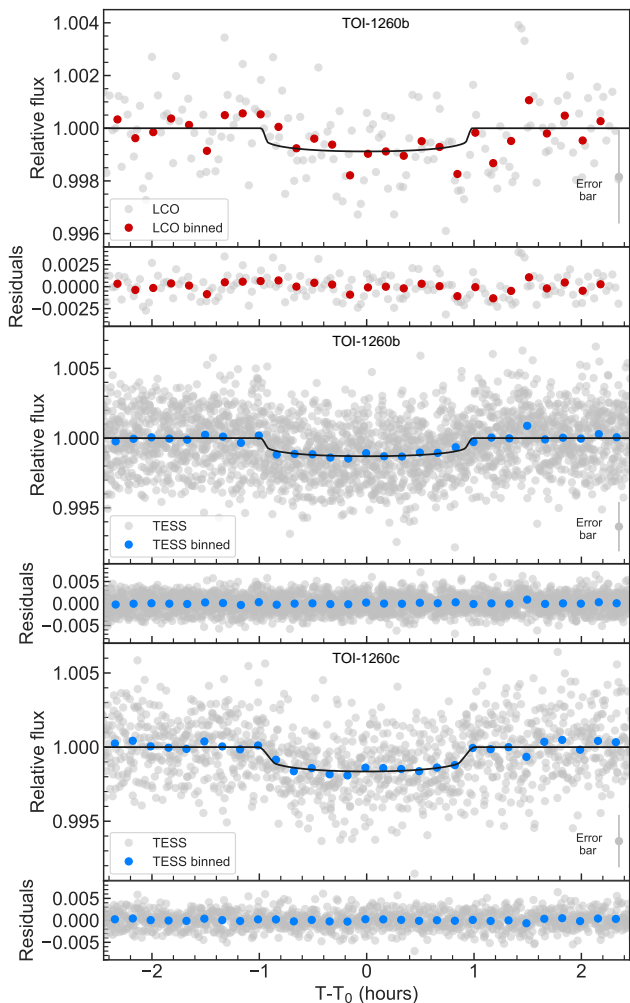 TOI-1260b
1.004
1.002
1.000
0.998
0.996
Relative flux
Error
bar
LCO
LCO binned
0.0025
0.0000
−0.0025
Residuals
TOI-1260b
1.005
1.000
0.995
Relative flux
Error
bar
TESS
TESS binned
0.005
0.000
−0.005
Residuals
TOI-1260c
1.005
1.000
0.995
Relative flux
Error
bar
TESS
TESS binned
0.005
0.000
−0.005
Residuals
−2 −1 0 1 2
T-T0 (hours)